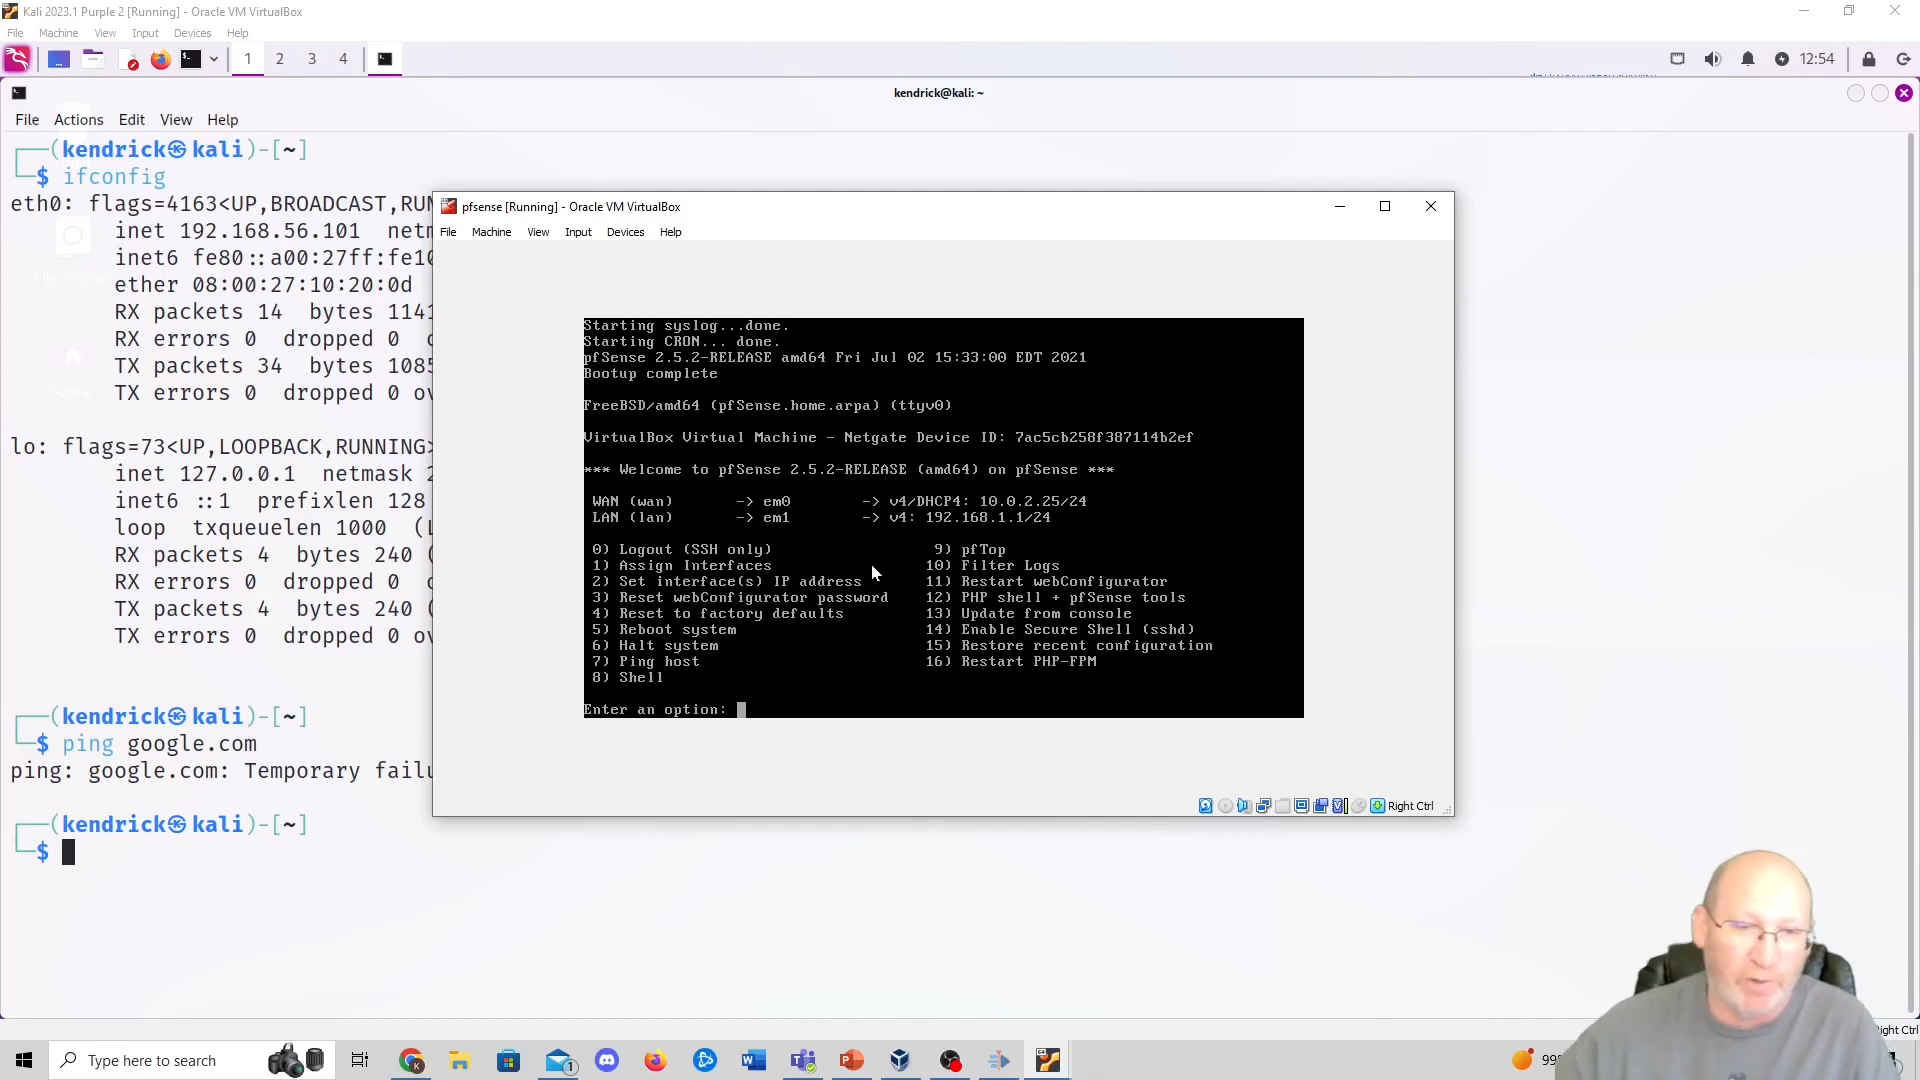 Kali 2023.1 Purple 2 [Running] - Oracle VM VirtualBox
File Machine View Input Devices Help
1 2 3 4
12:54
kendrick@kali: ~
File Actions Edit View Help
(kendrick㉿kali)-[~]
$ ifconfig
eth0: flags=4163<UP,BROADCAST,RUN
inet 192.168.56.101 netm
inet6 fe80::a00:27ff:fe10
ether 08:00:27:10:20:0d
RX packets 14 bytes 1141
RX errors 0 dropped 0 ov
TX packets 34 bytes 1085
TX errors 0 dropped 0 ov
lo: flags=73<UP,LOOPBACK,RUNNING>
inet 127.0.0.1 netmask 2
inet6 ::1 prefixlen 128
loop txqueuelen 1000 (L
RX packets 4 bytes 240 (
RX errors 0 dropped 0 ov
TX packets 4 bytes 240 (
TX errors 0 dropped 0 ov
(kendrick㉿kali)-[~]
$ ping google.com
ping: google.com: Temporary failu
(kendrick㉿kali)-[~]
$
Home
pfsense [Running] - Oracle VM VirtualBox
File Machine View Input Devices Help
Starting syslog...done.
Starting CRON... done.
pfSense 2.5.2-RELEASE amd64 Fri Jul 02 15:33:00 EDT 2021
Bootup complete
FreeBSD/amd64 (pfSense.home.arpa) (ttyv0)
VirtualBox Virtual Machine - Netgate Device ID: 7ac5cb258f387114b2ef
*** Welcome to pfSense 2.5.2-RELEASE (amd64) on pfSense ***
WAN (wan) -> em0 -> v4/DHCP4: 10.0.2.25/24
LAN (lan) -> em1 -> v4: 192.168.1.1/24
0) Logout (SSH only) 9) pfTop
1) Assign Interfaces 10) Filter Logs
2) Set interface(s) IP address 11) Restart webConfigurator
3) Reset webConfigurator password 12) PHP shell + pfSense tools
4) Reset to factory defaults 13) Update from console
5) Reboot system 14) Enable Secure Shell (sshd)
6) Halt system 15) Restore recent configuration
7) Ping host 16) Restart PHP-FPM
8) Shell
Enter an option:
Right Ctrl
Type here to search